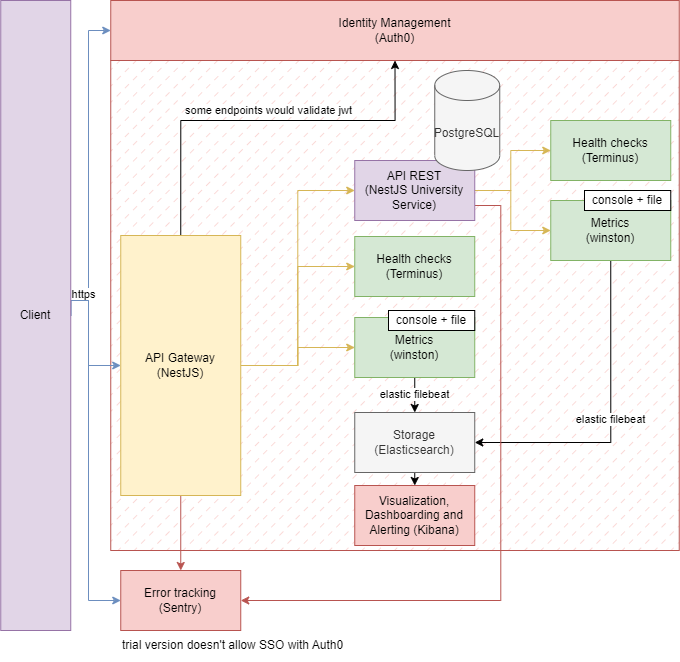 Identity Management
(Auth0)
some endpoints would validate jwt
PostgreSQL
Health checks
(Terminus)
API REST
(NestJS University
Service)
console + file
Metrics
(winston)
Health checks
(Terminus)
https
Client
console + file
Metrics
(winston)
API Gateway
(NestJS)
elastic filebeat
elastic filebeat
Storage
(Elasticsearch)
Visualization,
Dashboarding and
Alerting (Kibana)
Error tracking
(Sentry)
trial version doesn't allow SSO with Auth0